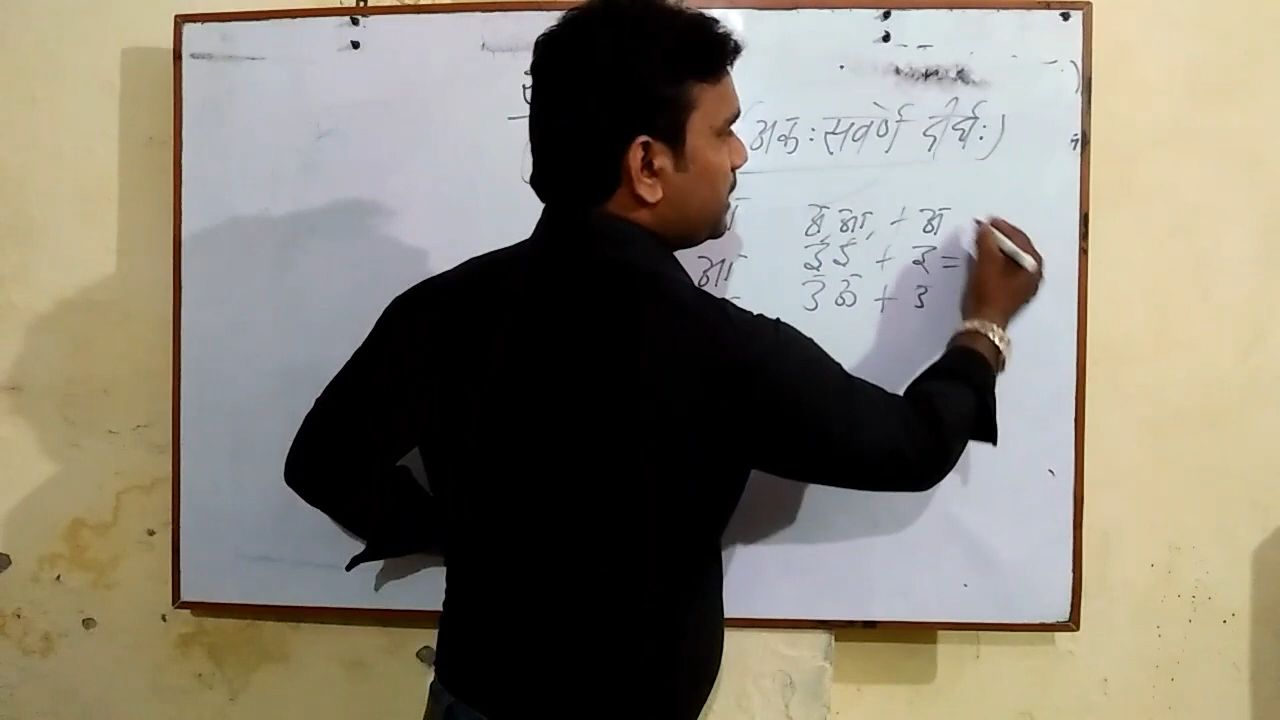 (अकः सवर्णे दीर्घः)
अ आ, + अ
इ ई + इ =
आ
उ ऊ + उ